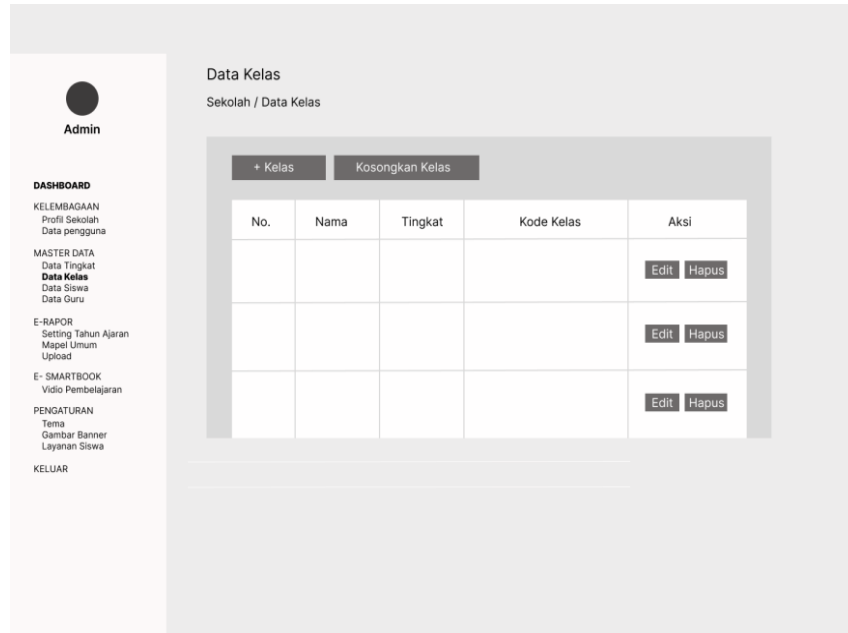 Admin
DASHBOARD
KELEMBAGAAN
Profil Sekolah
Data pengguna
MASTER DATA
Data Tingkat
Data Kelas
Data Siswa
Data Guru
E-RAPOR
Setting Tahun Ajaran
Mapel Umum
Upload
E- SMARTBOOK
Vidio Pembelajaran
PENGATURAN
Tema
Gambar Banner
Layanan Siswa
KELUAR
Data Kelas
Sekolah / Data Kelas
+ Kelas Kosongkan Kelas
No. Nama Tingkat Kode Kelas Aksi
Edit Hapus
Edit Hapus
Edit Hapus